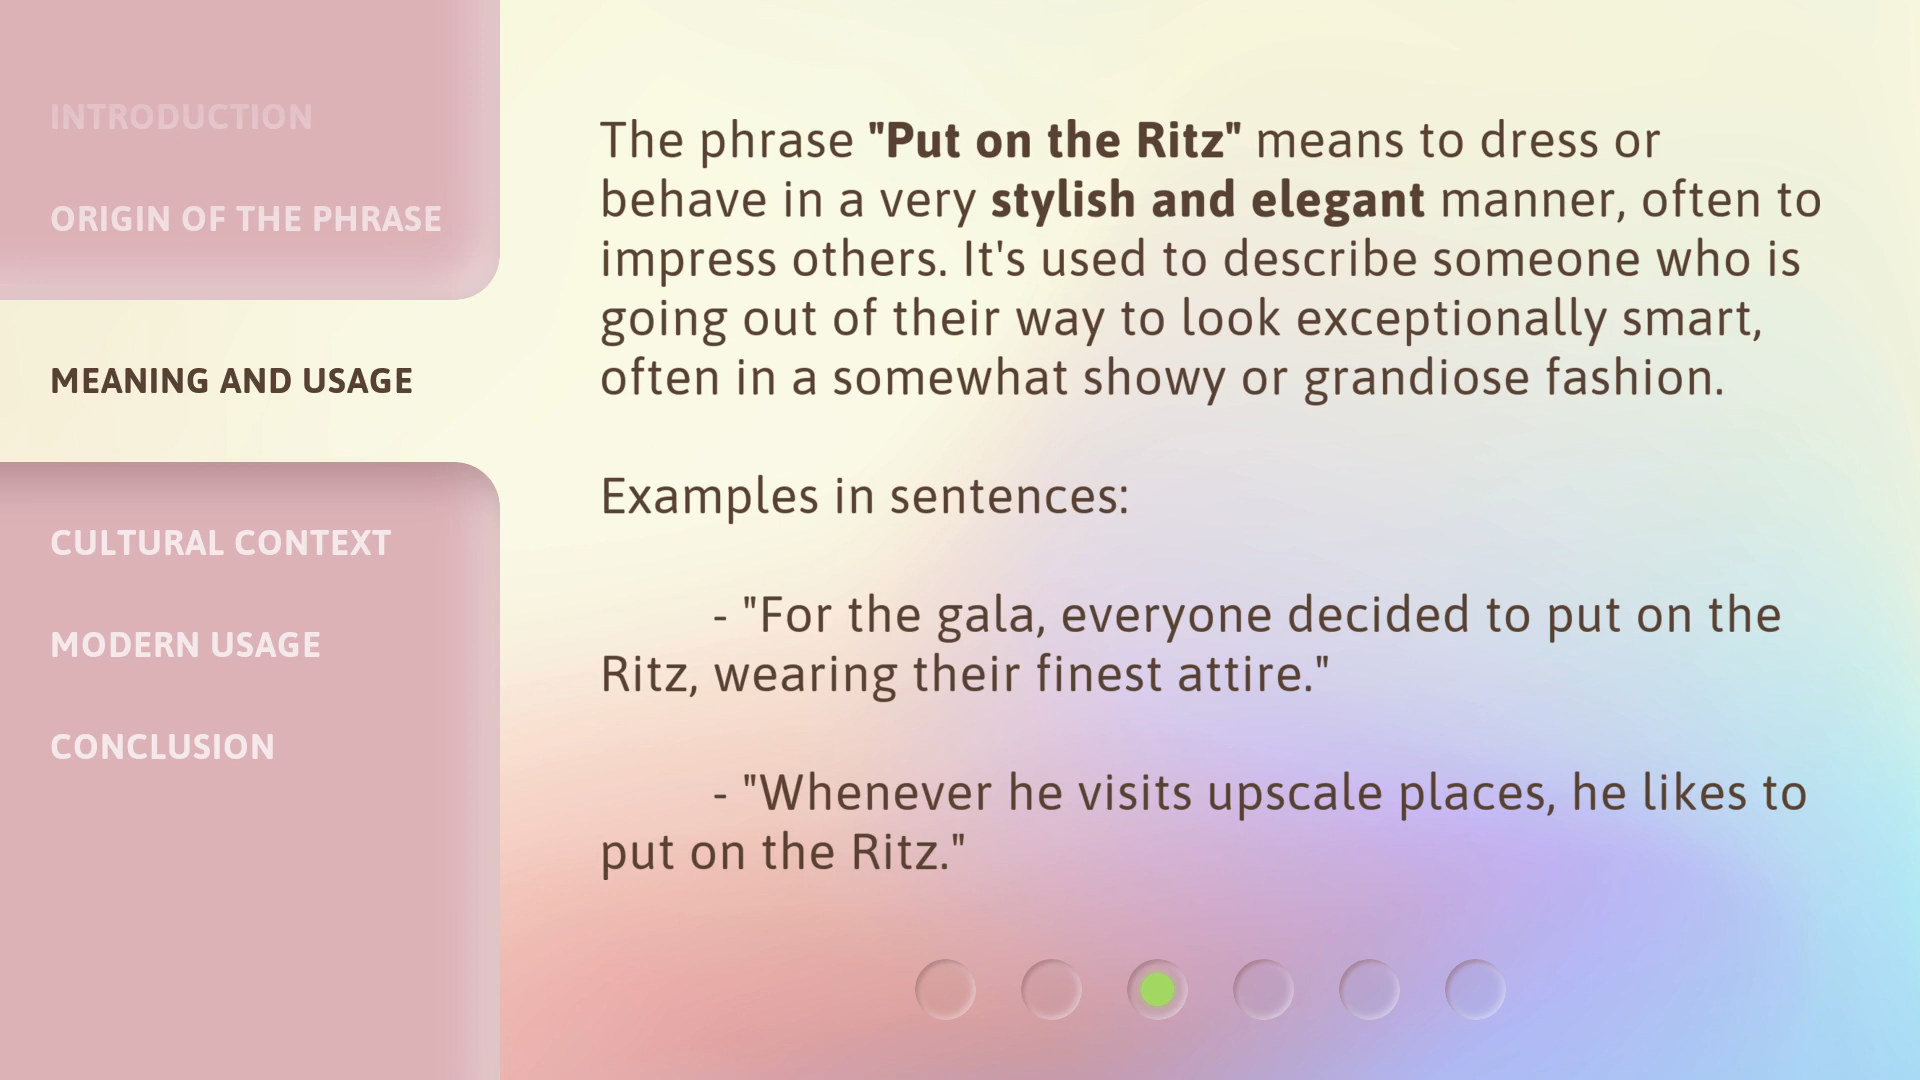 INTRODUCTION
ORIGIN OF THE PHRASE
MEANING AND USAGE
CULTURAL CONTEXT
MODERN USAGE
CONCLUSION
The phrase "Put on the Ritz" means to dress or
behave in a very stylish and elegant manner, often to
impress others. It's used to describe someone who is
going out of their way to look exceptionally smart,
often in a somewhat showy or grandiose fashion.
Examples in sentences:
- "For the gala, everyone decided to put on the
Ritz, wearing their finest attire."
- "Whenever he visits upscale places, he likes to
put on the Ritz."